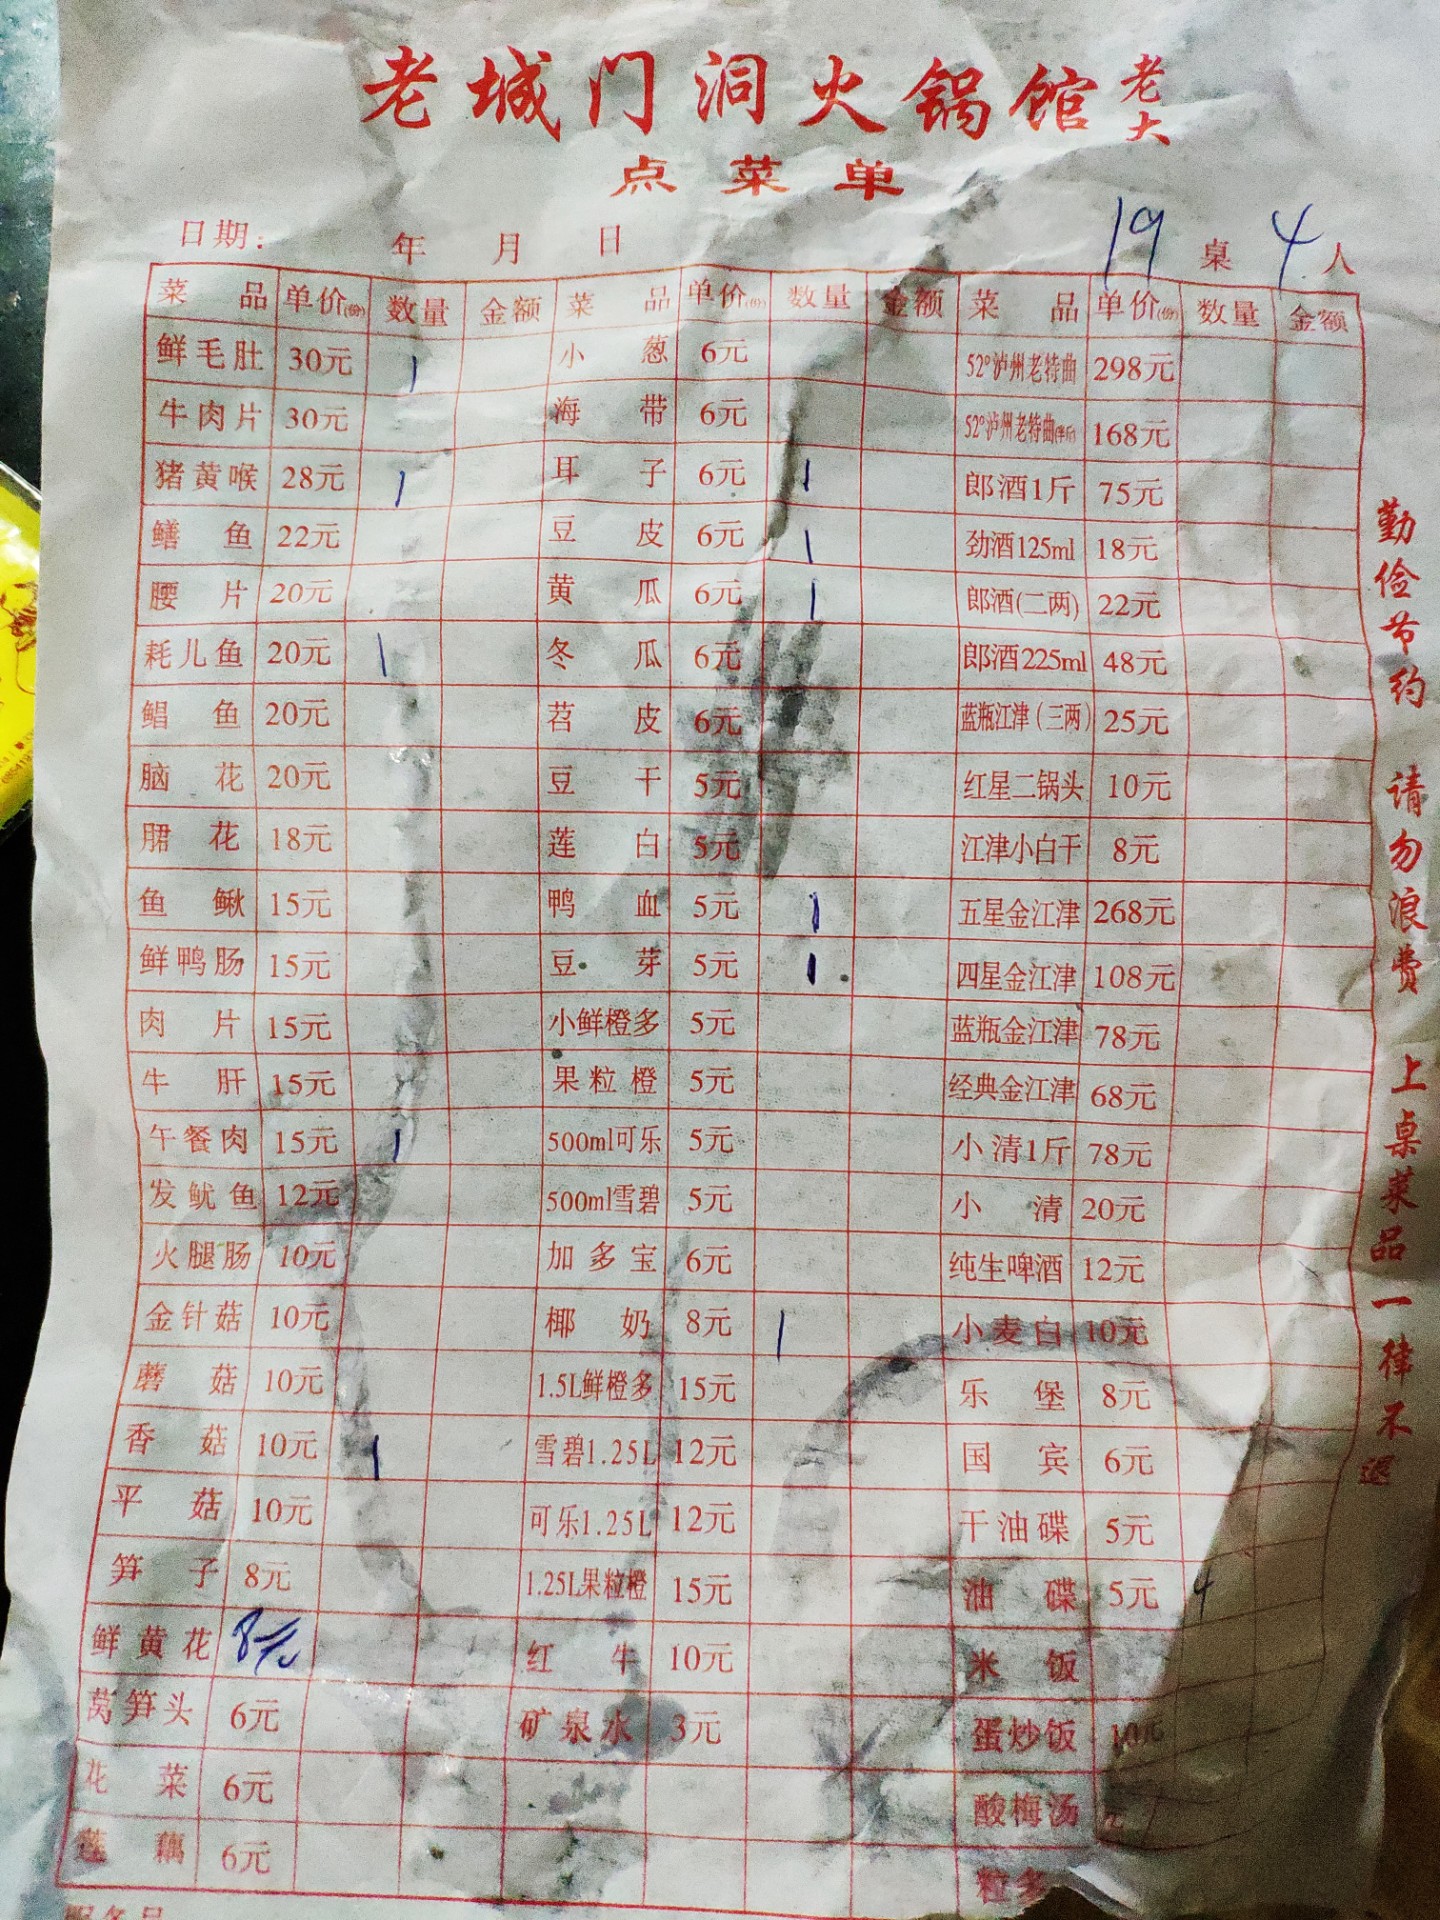 老城门洞火锅馆 老大
点菜单
日期: 年 月 日 19 桌 4 人
菜品 单价(份) 数量 金额 菜品 单价(份) 数量 金额 菜品 单价(份) 数量 金额
鲜毛肚 30元 1 小葱 6元 52°泸州老特曲 298元
牛肉片 30元 海带 6元 52°泸州老特曲(半斤) 168元
猪黄喉 28元 1 耳子 6元 1 郎酒1斤 75元
鳝鱼 22元 豆皮 6元 1 劲酒125ml 18元
腰片 20元 黄瓜 6元 1 郎酒(二两) 22元
耗儿鱼 20元 1 冬瓜 6元 郎酒225ml 48元
鲳鱼 20元 苕皮 6元 蓝瓶江津(三两) 25元
脑花 20元 豆干 5元 红星二锅头 10元
䐃花 18元 莲白 5元 江津小白干 8元
鱼鳅 15元 鸭血 5元 1 五星金江津 268元
鲜鸭肠 15元 豆芽 5元 1 四星金江津 108元
肉片 15元 小鲜橙多 5元 蓝瓶金江津 78元
牛肝 15元 果粒橙 5元 经典金江津 68元
午餐肉 15元 1 500ml可乐 5元 小清1斤 78元
发鱿鱼 12元 500ml雪碧 5元 小清 20元
火腿肠 10元 加多宝 6元 纯生啤酒 12元
金针菇 10元 椰奶 8元 1 小麦白 10元
蘑菇 10元 1.5L鲜橙多 15元 乐堡 8元
香菇 10元 1 雪碧1.25L 12元 国宾 6元
平菇 10元 可乐1.25L 12元 干油碟 5元
笋子 8元 1.25L果粒橙 15元 油碟 5元 4
鲜黄花 8元 红牛 10元 米饭
莴笋头 6元 矿泉水 3元 蛋炒饭 10元
花菜 6元 酸梅汤
莲藕 6元 粒多
服务员
勤俭节约 请勿浪费 上桌菜品一律不退